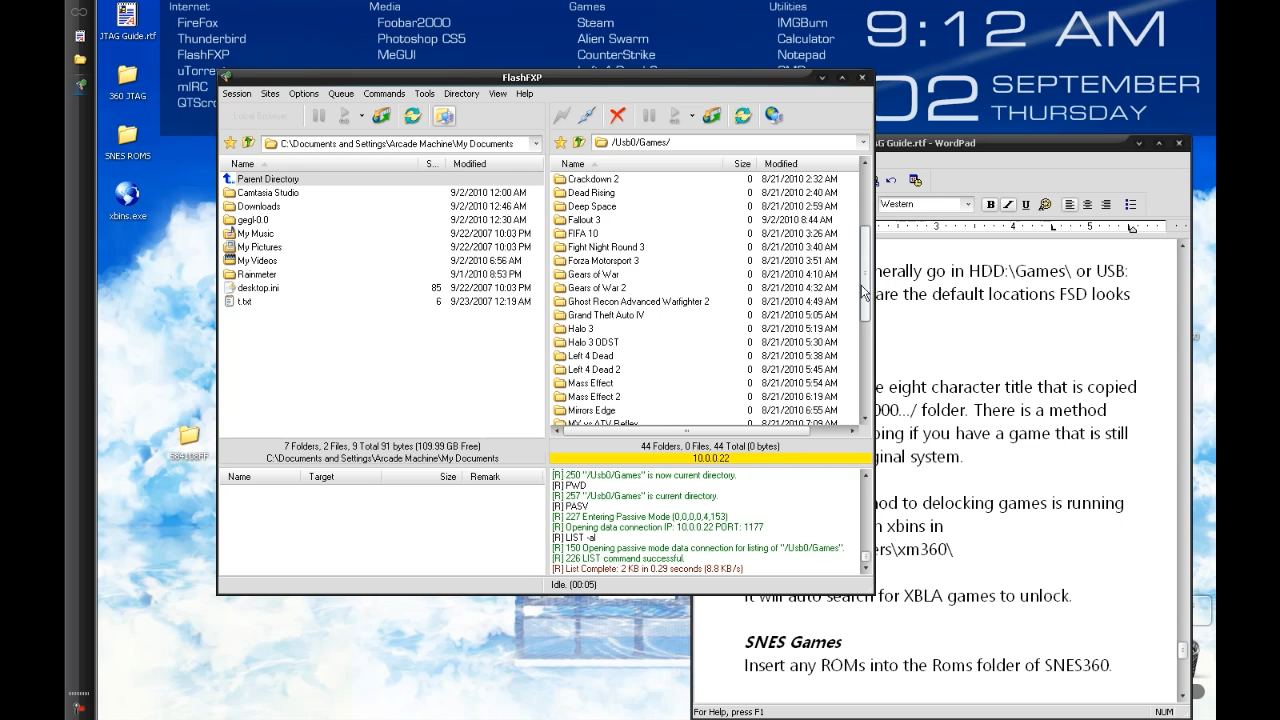 Internet
FireFox
Thunderbird
FlashFXP
uTorre
mIRC
QTScr
Media
Foobar2000
Photoshop CS5
MeGUI
Games
Steam
Alien Swarm
CounterStrike
Utilities
IMGBurn
Calculator
Notepad
9:12 AM
02
SEPTEMBER
THURSDAY
JTAG Guide.rtf
360 JTAG
SNES ROMS
xbins.exe
FlashFXP
Session Sites Options Queue Commands Tools Directory View Help
Local Browser
C:\Documents and Settings\Arcade Machine\My Documents
Name S... Modified
Parent Directory
Camtasia Studio 9/2/2010 12:00 AM
Downloads 9/2/2010 12:46 AM
gegl-0.0 9/2/2010 12:30 AM
My Music 9/22/2007 10:03 PM
My Pictures 9/22/2007 10:03 PM
My Videos 9/2/2010 6:56 AM
Rainmeter 9/1/2010 8:53 PM
desktop.ini 85 9/22/2007 10:03 PM
t.txt 6 9/23/2007 12:19 AM
7 Folders, 2 Files, 9 Total 91 bytes (109.99 GB Free)
C:\Documents and Settings\Arcade Machine\My Documents
Name Target Size Remark
/Usb0/Games/
Name Size Modified
Crackdown 2 0 8/21/2010 2:32 AM
Dead Rising 0 8/21/2010 2:40 AM
Deep Space 0 8/21/2010 2:59 AM
Fallout 3 0 9/2/2010 8:44 AM
FIFA 10 0 8/21/2010 3:26 AM
Fight Night Round 3 0 8/21/2010 3:40 AM
Forza Motorsport 3 0 8/21/2010 3:51 AM
Gears of War 0 8/21/2010 4:10 AM
Gears of War 2 0 8/21/2010 4:32 AM
Ghost Recon Advanced Warfighter 2 0 8/21/2010 4:49 AM
Grand Theft Auto IV 0 8/21/2010 5:05 AM
Halo 3 0 8/21/2010 5:19 AM
Halo 3 ODST 0 8/21/2010 5:30 AM
Left 4 Dead 0 8/21/2010 5:38 AM
Left 4 Dead 2 0 8/21/2010 5:45 AM
Mass Effect 0 8/21/2010 5:54 AM
Mass Effect 2 0 8/21/2010 6:19 AM
Mirrors Edge 0 8/21/2010 6:55 AM
MX vs ATV Reflex 0 8/21/2010 7:09 AM
44 Folders, 0 Files, 44 Total (0 bytes)
10.0.0.22
[R] 250 "/Usb0/Games" is now current directory.
[R] PWD
[R] 257 "/Usb0/Games" is current directory.
[R] PASV
[R] 227 Entering Passive Mode (0,0,0,0,4,153)
[R] Opening data connection IP: 10.0.0.22 PORT: 1177
[R] LIST -al
[R] 150 Opening passive mode data connection for listing of "/Usb0/Games".
[R] 226 LIST command successful.
[R] List Complete: 2 KB in 0.29 seconds (8.8 KB/s)
Idle. (00:05)
AG Guide.rtf - WordPad
Western
B I U
3 4 5
nerally go in HDD:\Games\ or USB:
are the default locations FSD looks
e eight character title that is copied
000.../ folder. There is a method
ping if you have a game that is still
ginal system.
nod to delocking games is running
n xbins in
ers\xm360\
It will auto search for XBLA games to unlock.
SNES Games
Insert any ROMs into the Roms folder of SNES360.
For Help, press F1
NUM